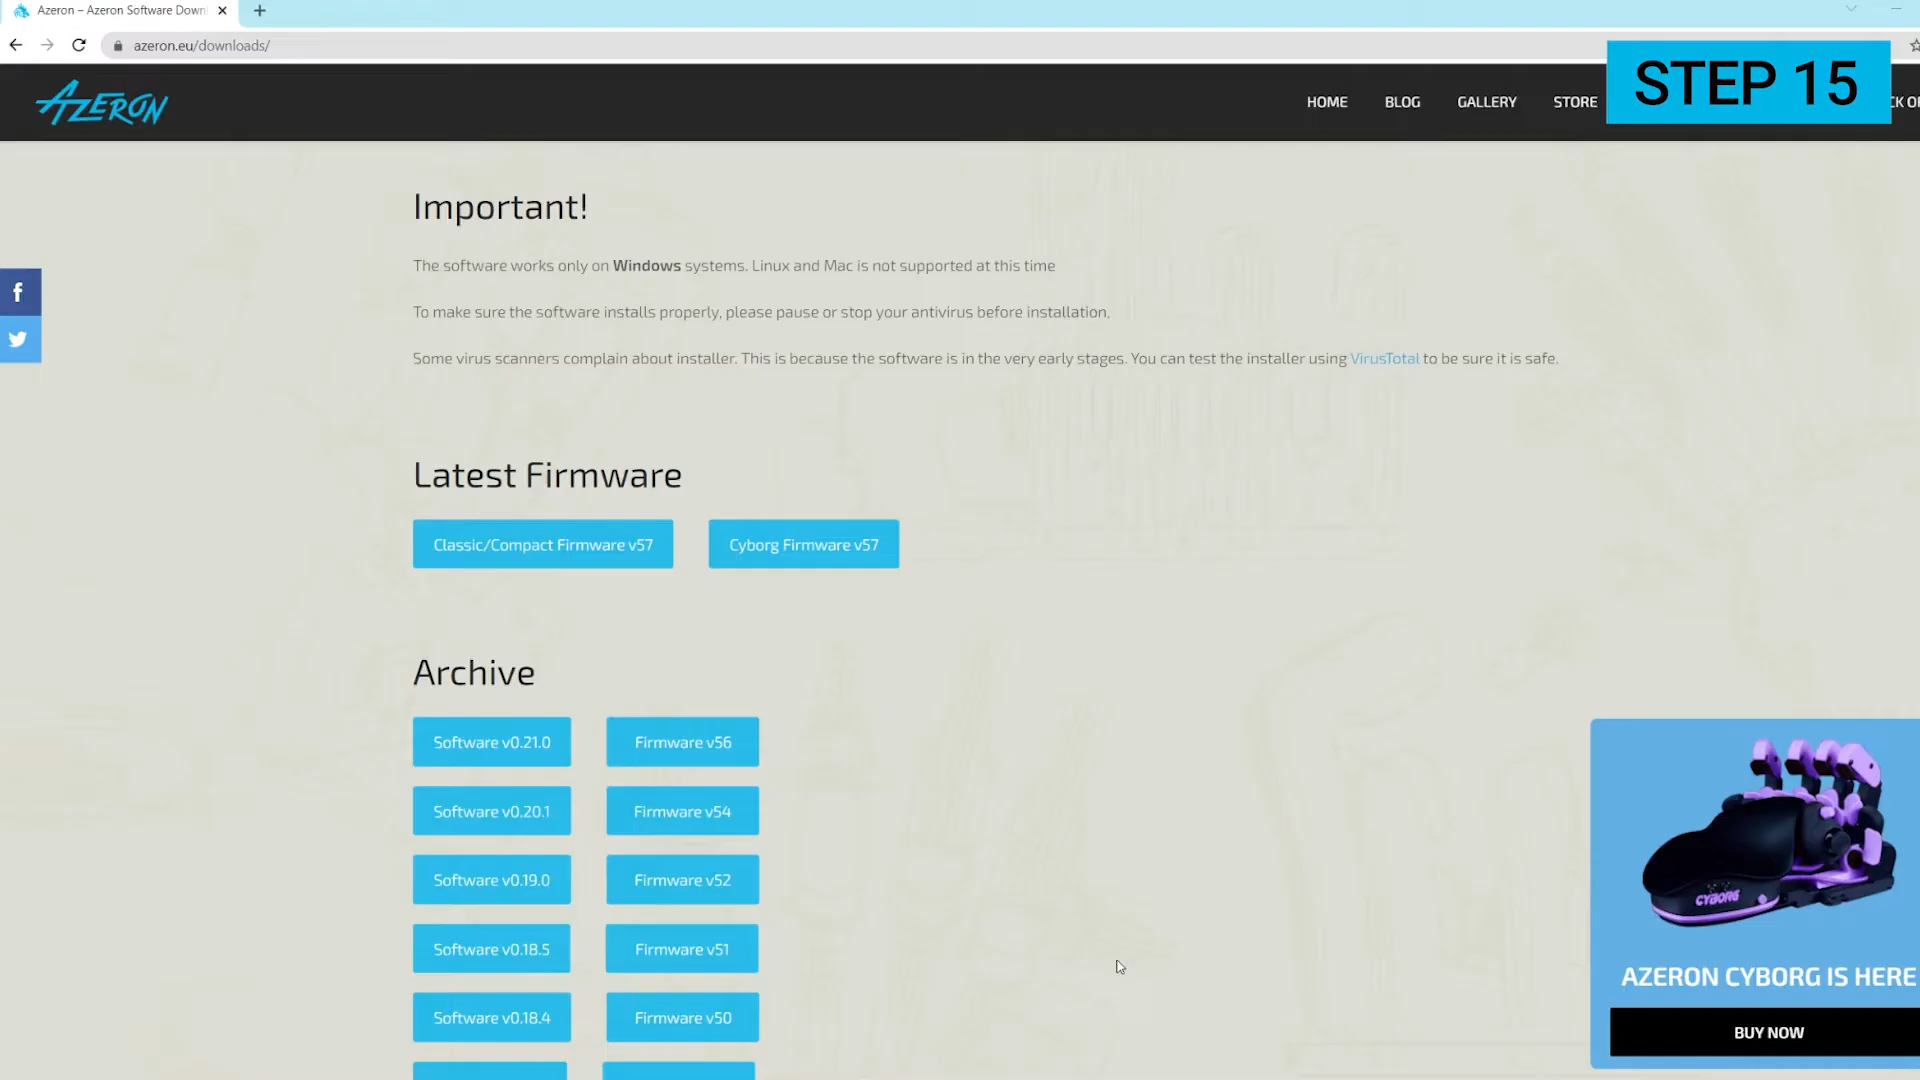 Azeron – Azeron Software Down
azeron.eu/downloads/
STEP 15
AZERON
HOME
BLOG
GALLERY
STORE
CK OR
Important!
The software works only on Windows systems. Linux and Mac is not supported at this time
To make sure the software installs properly, please pause or stop your antivirus before installation,
Some virus scanners complain about installer. This is because the software is in the very early stages. You can test the installer using VirusTotal to be sure it is safe.
Latest Firmware
Classic/Compact Firmware v57
Cyborg Firmware v57
Archive
Software v0.21.0
Firmware v56
Software v0.20.1
Firmware v54
Software v0.19.0
Firmware v52
Software v0.18.5
Firmware v51
Software v0.18.4
Firmware v50
CYBORG
AZERON CYBORG IS HERE
BUY NOW